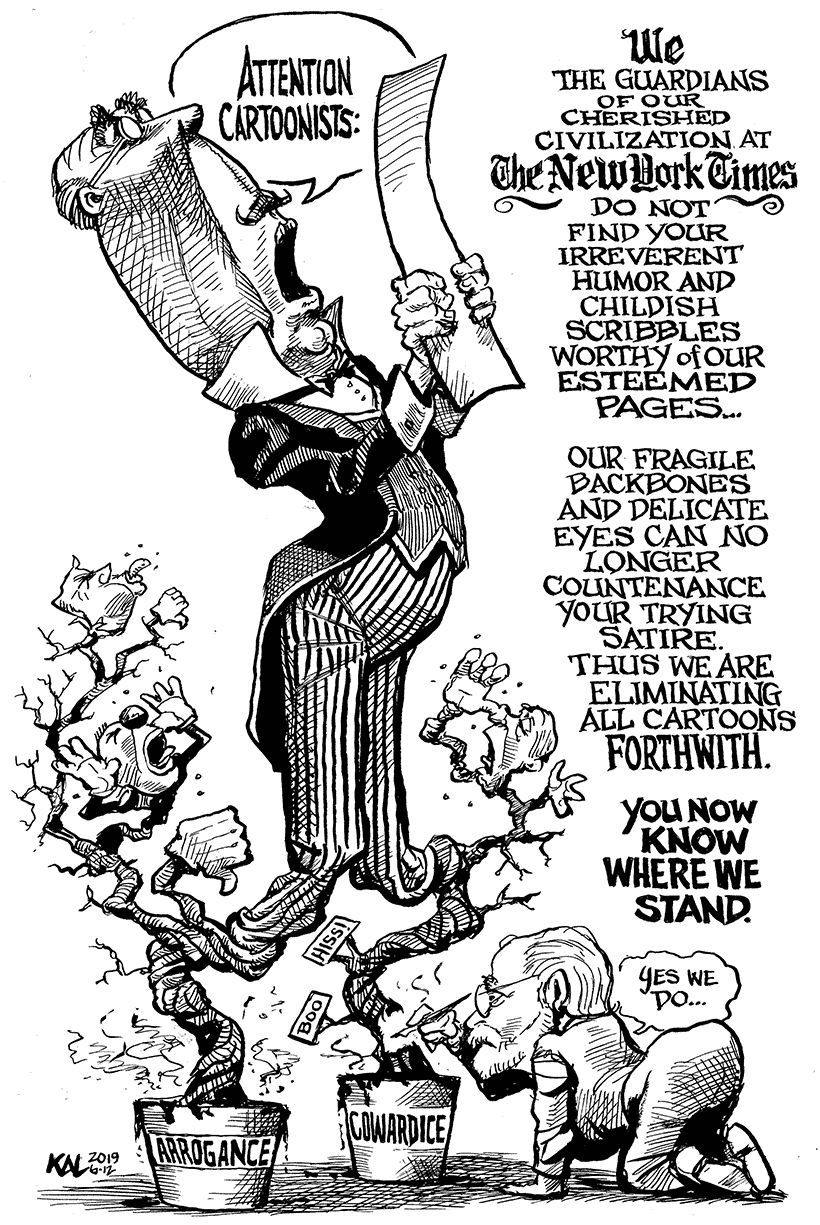 ATTENTION
CARTOONISTS:
We
THE GUARDIANS
OF OUR
CHERISHED
CIVILIZATION AT
The New York Times
DO NOT
FIND YOUR
IRREVERENT
HUMOR AND
CHILDISH
SCRIBBLES
WORTHY of OUR
ESTEEMED
PAGES...
OUR FRAGILE
BACKBONES
AND DELICATE
EYES CAN NO
LONGER
COUNTENANCE
YOUR TRYING
SATIRE.
THUS WE ARE
ELIMINATING
ALL CARTOONS
FORTHWITH.
YOU NOW
KNOW
WHERE WE
STAND.
HISS!
BOO
YES WE
DO...
ARROGANCE
COWARDICE
KAL 2019
6-12